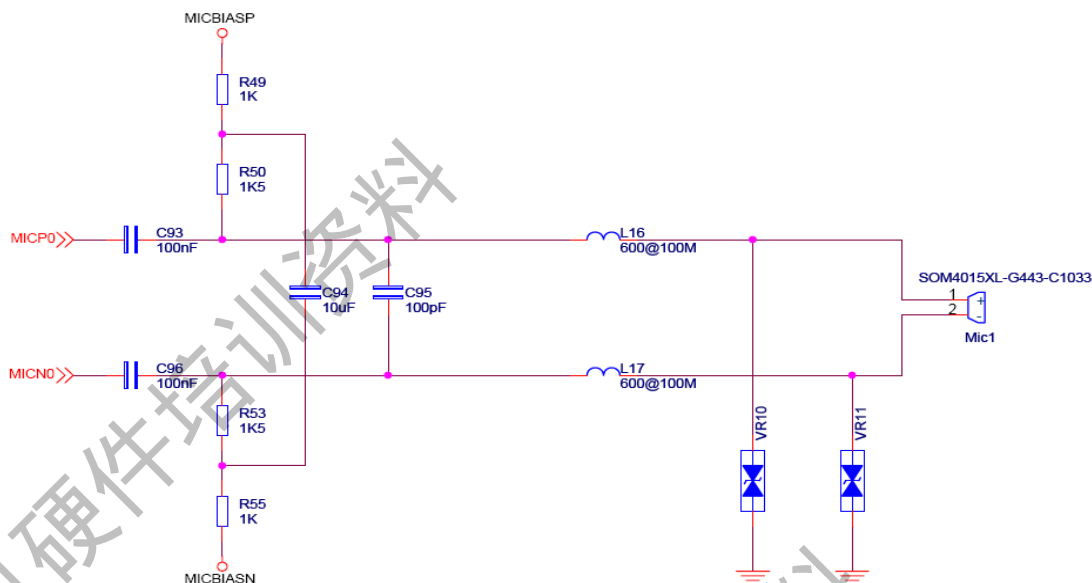 MICBIASP
R49
1K
R50
1K5
MICP0
C93
100nF
L16
600@100M
SOM4015XL-G443-C1033
1
+
2
-
Mic1
C94
10uF
C95
100pF
MICN0
C96
100nF
L17
600@100M
R53
1K5
VR10
VR11
R55
1K
MICBIASN
硬件培训资料
料